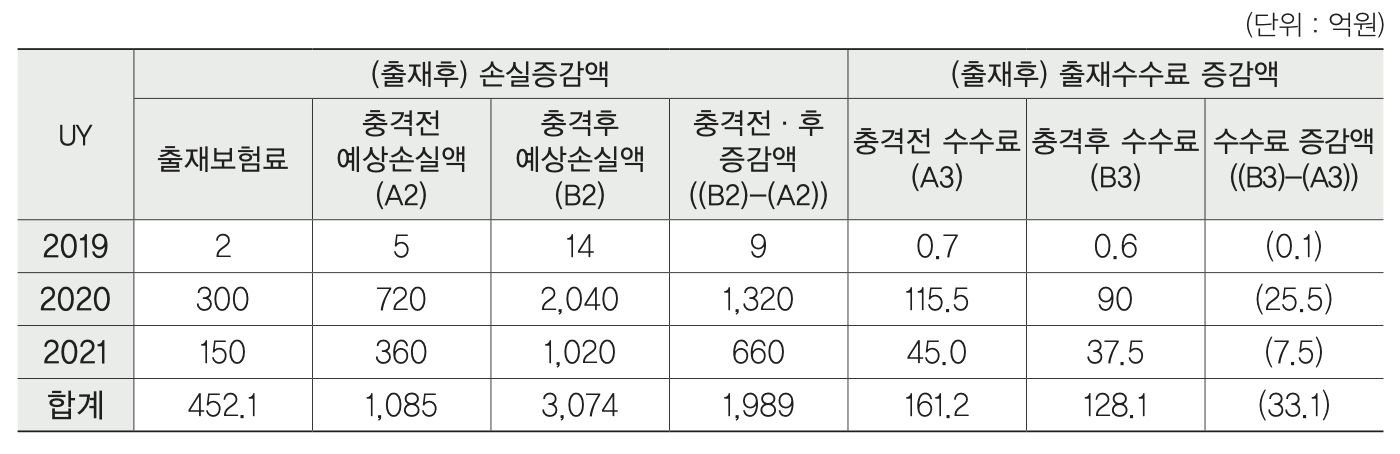 (단위 : 억원)
UY (출재후) 손실증감액 (출재후) 출재수수료 증감액
출재보험료 충격전 예상손실액 (A2) 충격후 예상손실액 (B2) 충격전 · 후 증감액 ((B2)–(A2)) 충격전 수수료 (A3) 충격후 수수료 (B3) 수수료 증감액 ((B3)–(A3))
2019 2 5 14 9 0.7 0.6 (0.1)
2020 300 720 2,040 1,320 115.5 90 (25.5)
2021 150 360 1,020 660 45.0 37.5 (7.5)
합계 452.1 1,085 3,074 1,989 161.2 128.1 (33.1)